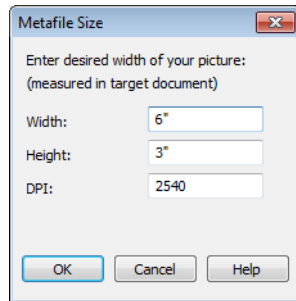 Metafile Size
Enter desired width of your picture:
(measured in target document)
Width: 6"
Height: 3"
DPI: 2540
OK Cancel Help